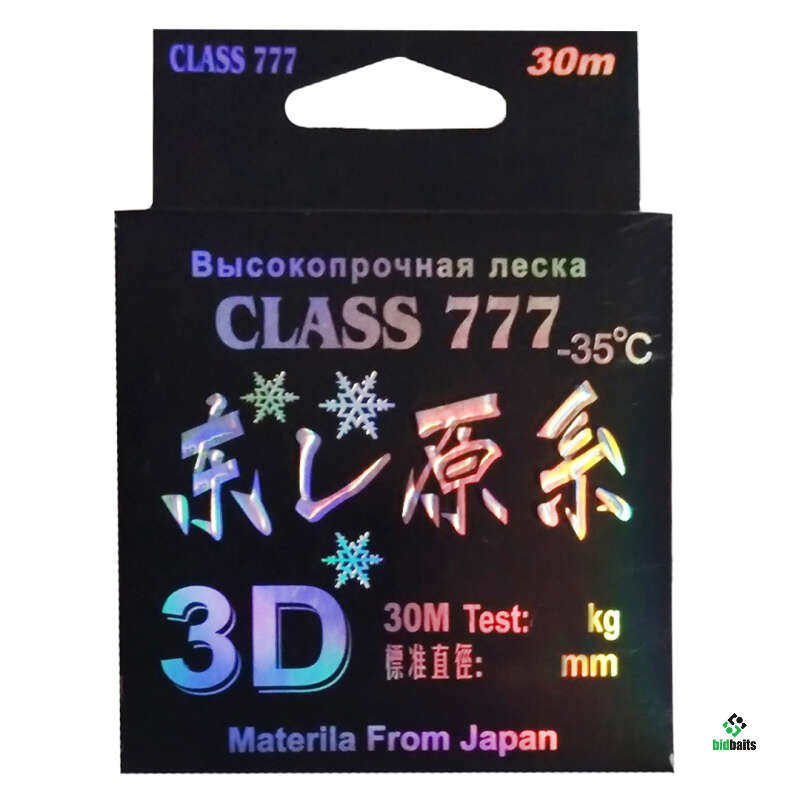 CLASS 777 30m
Высокопрочная леска
CLASS 777
-35°C
东レ原系
3D
30M Test: kg
標准直徑: mm
Materila From Japan
bidbaits